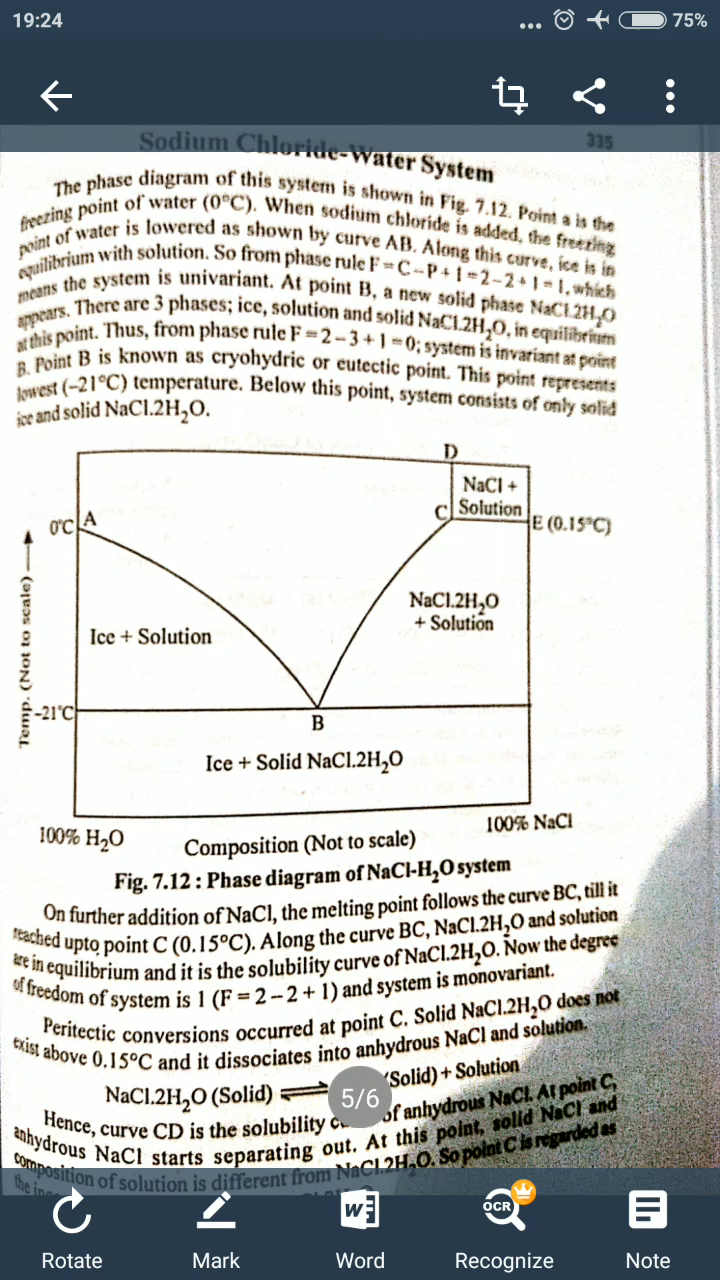 19:24
... 75%
Sodium Chloride-Water System
335
The phase diagram of this system is shown in Fig. 7.12. Point a is the
freezing point of water (0°C). When sodium chloride is added, the freezing
point of water is lowered as shown by curve AB. Along this curve, ice is in
equilibrium with solution. So from phase rule F = C – P + 1 = 2 – 2 + 1 = 1, which
means the system is univariant. At point B, a new solid phase NaCl.2H₂O
appears. There are 3 phases; ice, solution and solid NaCl.2H₂O, in equilibrium
at this point. Thus, from phase rule F = 2 – 3 + 1 = 0; system is invariant at point
B. Point B is known as cryohydric or eutectic point. This point represents
lowest (–21°C) temperature. Below this point, system consists of only solid
ice and solid NaCl.2H₂O.
D
NaCl +
Solution
C
E (0.15°C)
0°C
A
NaCl.2H₂O
+ Solution
Ice + Solution
Temp. (Not to scale)
-21°C
B
Ice + Solid NaCl.2H₂O
100% H₂O
Composition (Not to scale)
100% NaCl
Fig. 7.12 : Phase diagram of NaCl-H₂O system
On further addition of NaCl, the melting point follows the curve BC, till it
reached upto point C (0.15°C). Along the curve BC, NaCl.2H₂O and solution
are in equilibrium and it is the solubility curve of NaCl.2H₂O. Now the degree
of freedom of system is 1 (F = 2 – 2 + 1) and system is monovariant.
Peritectic conversions occurred at point C. Solid NaCl.2H₂O does not
exist above 0.15°C and it dissociates into anhydrous NaCl and solution.
NaCl.2H₂O (Solid) ⇌ (Solid) + Solution
5/6
Hence, curve CD is the solubility of anhydrous NaCl. At point C,
anhydrous NaCl starts separating out. At this point, solid NaCl and
composition of solution is different from NaCl.2H₂O. So point C is regarded as
the
W
OCR
Rotate
Mark
Word
Recognize
Note